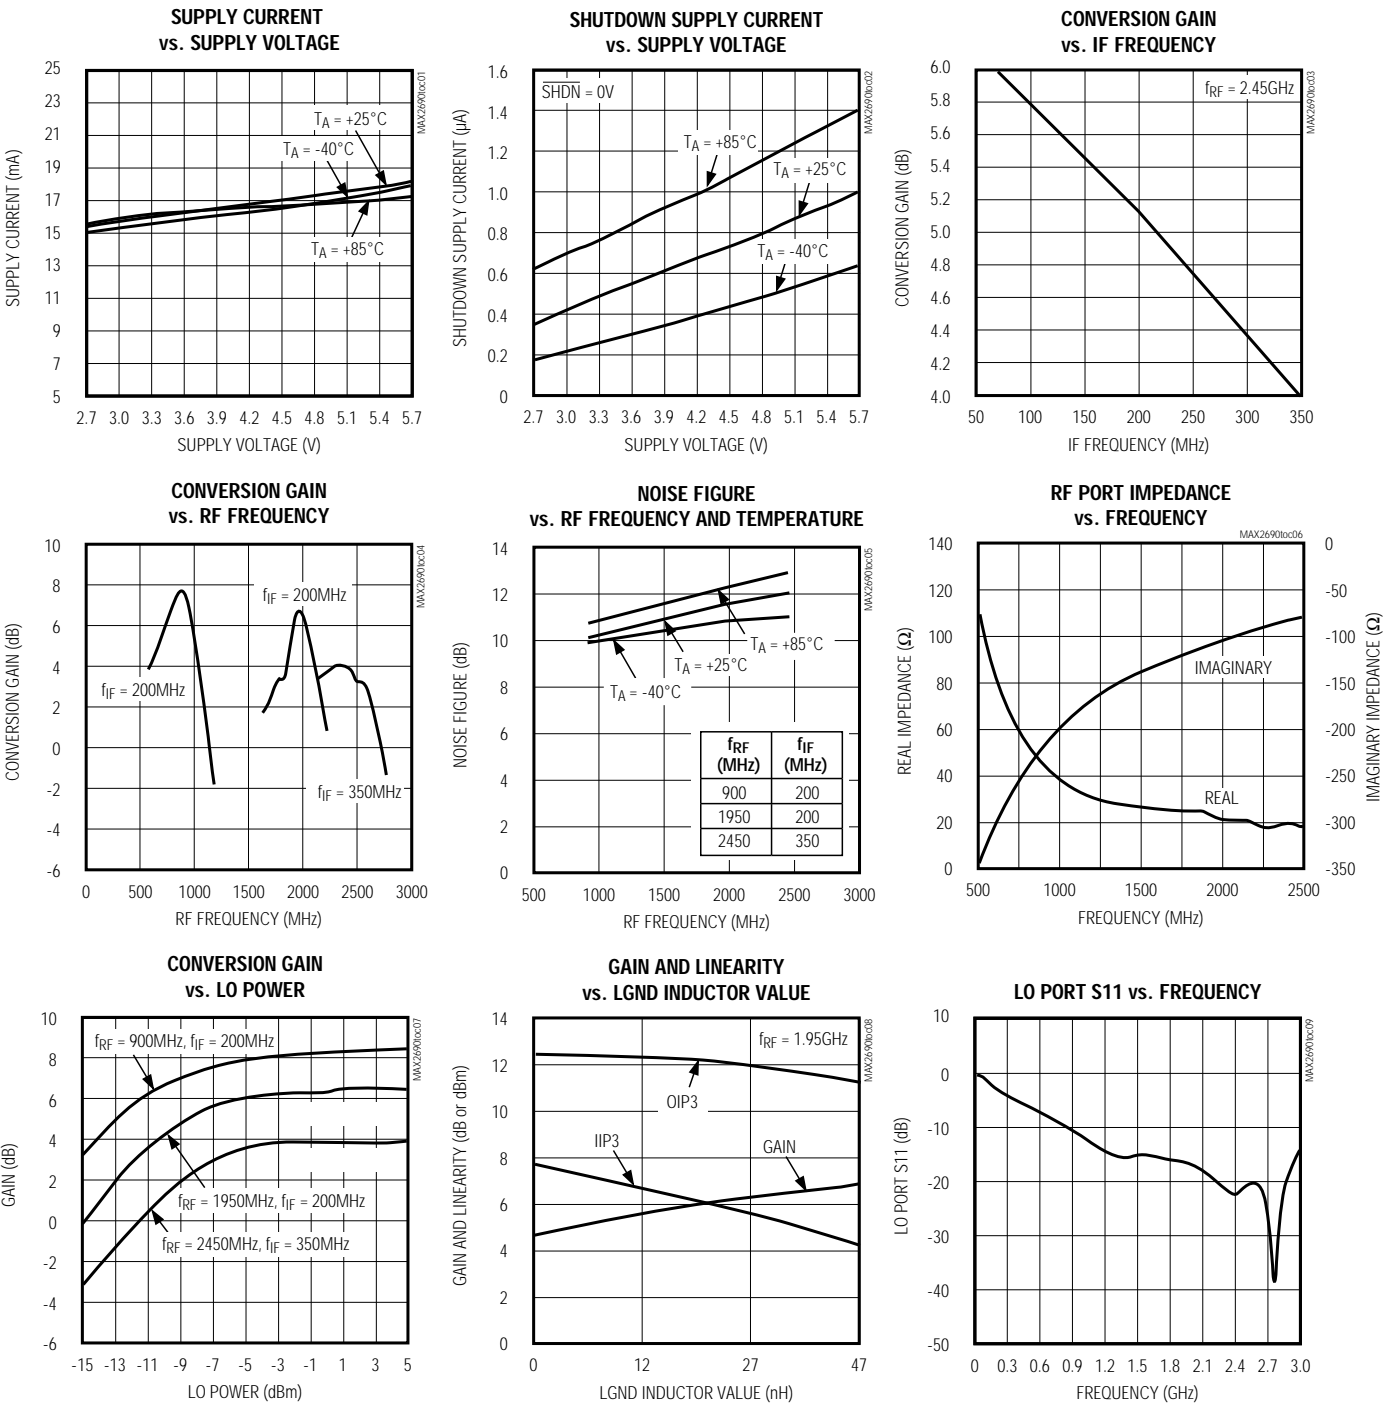 SUPPLY CURRENT
vs. SUPPLY VOLTAGE
25
23
21
19
17
15
13
11
9
7
5
SUPPLY CURRENT (mA)
TA = +25°C
TA = -40°C
TA = +85°C
MAX2690toc01
2.7 3.0 3.3 3.6 3.9 4.2 4.5 4.8 5.1 5.4 5.7
SUPPLY VOLTAGE (V)
SHUTDOWN SUPPLY CURRENT
vs. SUPPLY VOLTAGE
1.6
1.4
1.2
1.0
0.8
0.6
0.4
0.2
0
SHUTDOWN SUPPLY CURRENT (µA)
SHDN = 0V
TA = +85°C
TA = +25°C
TA = -40°C
MAX2690toc02
2.7 3.0 3.3 3.6 3.9 4.2 4.5 4.8 5.1 5.4 5.7
SUPPLY VOLTAGE (V)
CONVERSION GAIN
vs. IF FREQUENCY
6.0
5.8
5.6
5.4
5.2
5.0
4.8
4.6
4.4
4.2
4.0
CONVERSION GAIN (dB)
fRF = 2.45GHz
MAX2690toc03
50 100 150 200 250 300 350
IF FREQUENCY (MHz)
CONVERSION GAIN
vs. RF FREQUENCY
10
8
6
4
2
0
-2
-4
-6
CONVERSION GAIN (dB)
fIF = 200MHz
fIF = 200MHz
fIF = 350MHz
MAX2690toc04
0 500 1000 1500 2000 2500 3000
RF FREQUENCY (MHz)
NOISE FIGURE
vs. RF FREQUENCY AND TEMPERATURE
14
12
10
8
6
4
2
0
NOISE FIGURE (dB)
TA = +85°C
TA = +25°C
TA = -40°C
fRF (MHz) fIF (MHz)
900 200
1950 200
2450 350
MAX2690toc05
500 1000 1500 2000 2500 3000
RF FREQUENCY (MHz)
RF PORT IMPEDANCE
vs. FREQUENCY
MAX2690toc06
140
120
100
80
60
40
20
0
REAL IMPEDANCE (Ω)
IMAGINARY
REAL
0
-50
-100
-150
-200
-250
-300
-350
IMAGINARY IMPEDANCE (Ω)
500 1000 1500 2000 2500
FREQUENCY (MHz)
CONVERSION GAIN
vs. LO POWER
10
8
6
4
2
0
-2
-4
-6
GAIN (dB)
fRF = 900MHz, fIF = 200MHz
fRF = 1950MHz, fIF = 200MHz
fRF = 2450MHz, fIF = 350MHz
MAX2690toc07
-15 -13 -11 -9 -7 -5 -3 -1 1 3 5
LO POWER (dBm)
GAIN AND LINEARITY
vs. LGND INDUCTOR VALUE
14
12
10
8
6
4
2
0
GAIN AND LINEARITY (dB or dBm)
fRF = 1.95GHz
OIP3
IIP3
GAIN
MAX2690toc08
0 12 27 47
LGND INDUCTOR VALUE (nH)
LO PORT S11 vs. FREQUENCY
10
0
-10
-20
-30
-40
-50
LO PORT S11 (dB)
MAX2690toc09
0 0.3 0.6 0.9 1.2 1.5 1.8 2.1 2.4 2.7 3.0
FREQUENCY (GHz)